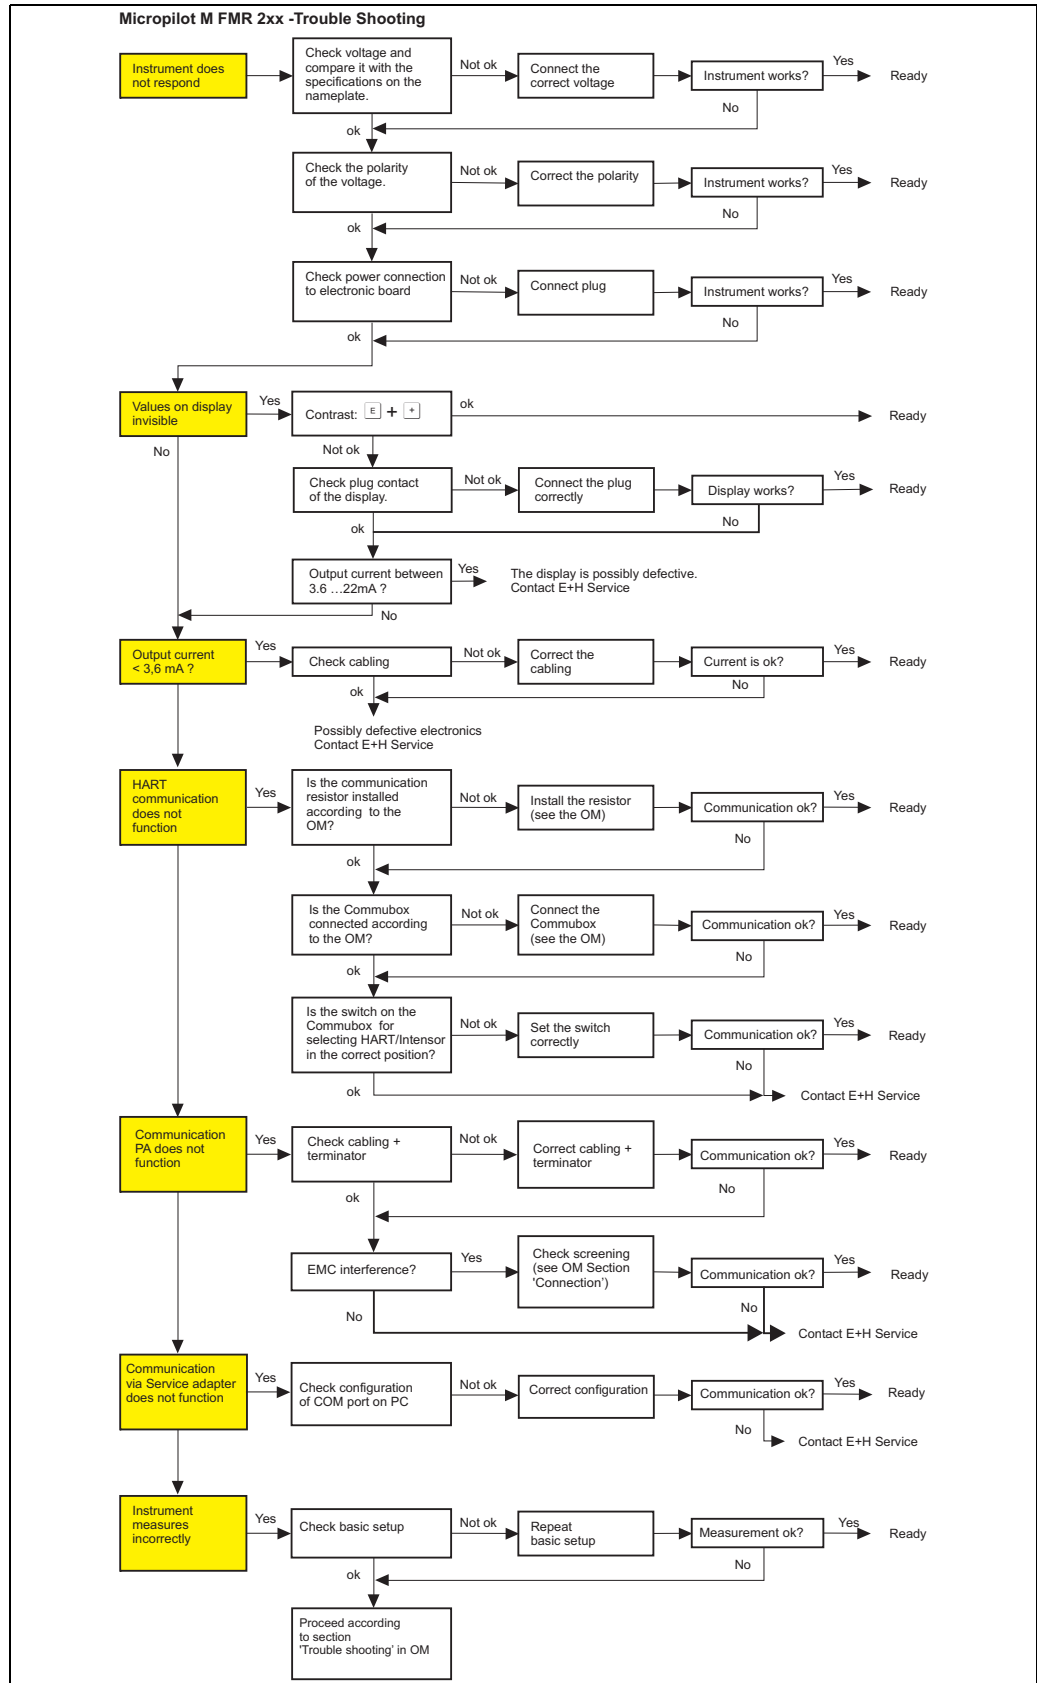 Micropilot M FMR 2xx -Trouble Shooting
Instrument does
not respond
Check voltage and
compare it with the
specifications on the
nameplate.
Not ok
Connect the
correct voltage
Instrument works?
Yes
Ready
No
ok
Check the polarity
of the voltage.
Not ok
Correct the polarity
Instrument works?
Yes
Ready
No
ok
Check power connection
to electronic board
Not ok
Connect plug
Instrument works?
Yes
Ready
No
ok
Values on display
invisible
Yes
Contrast: E + +
ok
Ready
No
Not ok
Check plug contact
of the display.
Not ok
Connect the plug
correctly
Display works?
Yes
Ready
No
ok
Output current between
3.6 ...22mA ?
Yes
The display is possibly defective.
Contact E+H Service
No
Output current
< 3,6 mA ?
Yes
Check cabling
Not ok
Correct the
cabling
Current is ok?
Yes
Ready
No
ok
Possibly defective electronics
Contact E+H Service
HART
communication
does not
function
Yes
Is the communication
resistor installed
according to the
OM?
Not ok
Install the resistor
(see the OM)
Communication ok?
Yes
Ready
No
ok
Is the Commubox
connected according
to the OM?
Not ok
Connect the
Commubox
(see the OM)
Communication ok?
Yes
Ready
No
ok
Is the switch on the
Commubox for
selecting HART/Intensor
in the correct position?
Not ok
Set the switch
correctly
Communication ok?
Yes
Ready
No
ok
Contact E+H Service
Communication
PA does not
function
Yes
Check cabling +
terminator
Not ok
Correct cabling +
terminator
Communication ok?
Yes
Ready
No
ok
EMC interference?
Yes
Check screening
(see OM Section
'Connection')
Communication ok?
Yes
Ready
No
No
Contact E+H Service
Communication
via Service adapter
does not function
Yes
Check configuration
of COM port on PC
Not ok
Correct configuration
Communication ok?
Yes
Ready
No
Contact E+H Service
Instrument
measures
incorrectly
Yes
Check basic setup
Not ok
Repeat
basic setup
Measurement ok?
Yes
Ready
No
ok
Proceed according
to section
'Trouble shooting' in OM